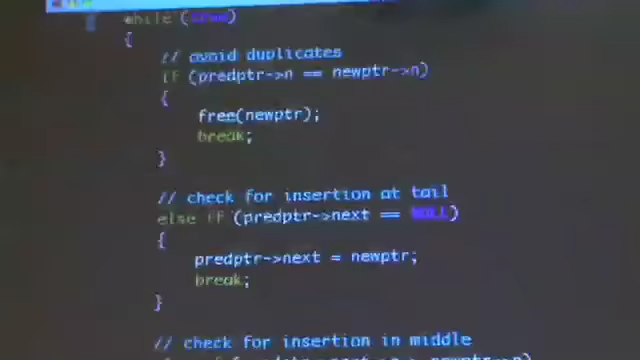 while (true)
{
// avoid duplicates
if (predptr->n == newptr->n)
{
free(newptr);
break;
}
// check for insertion at tail
else if (predptr->next == NULL)
{
predptr->next = newptr;
break;
}
// check for insertion in middle